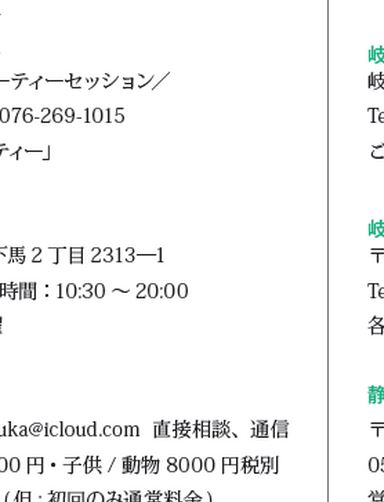 ーティーセッション／
076-269-1015
ティー」
下馬 2 丁目 2313—1
時間：10:30 ～ 20:00
uka@icloud.com 直接相談、通信
00 円・子供 / 動物 8000 円税別
（但 : 初回のみ通常料金）
岐
岐
Te
ご
岐
〒
Te
各
静
〒
05
営